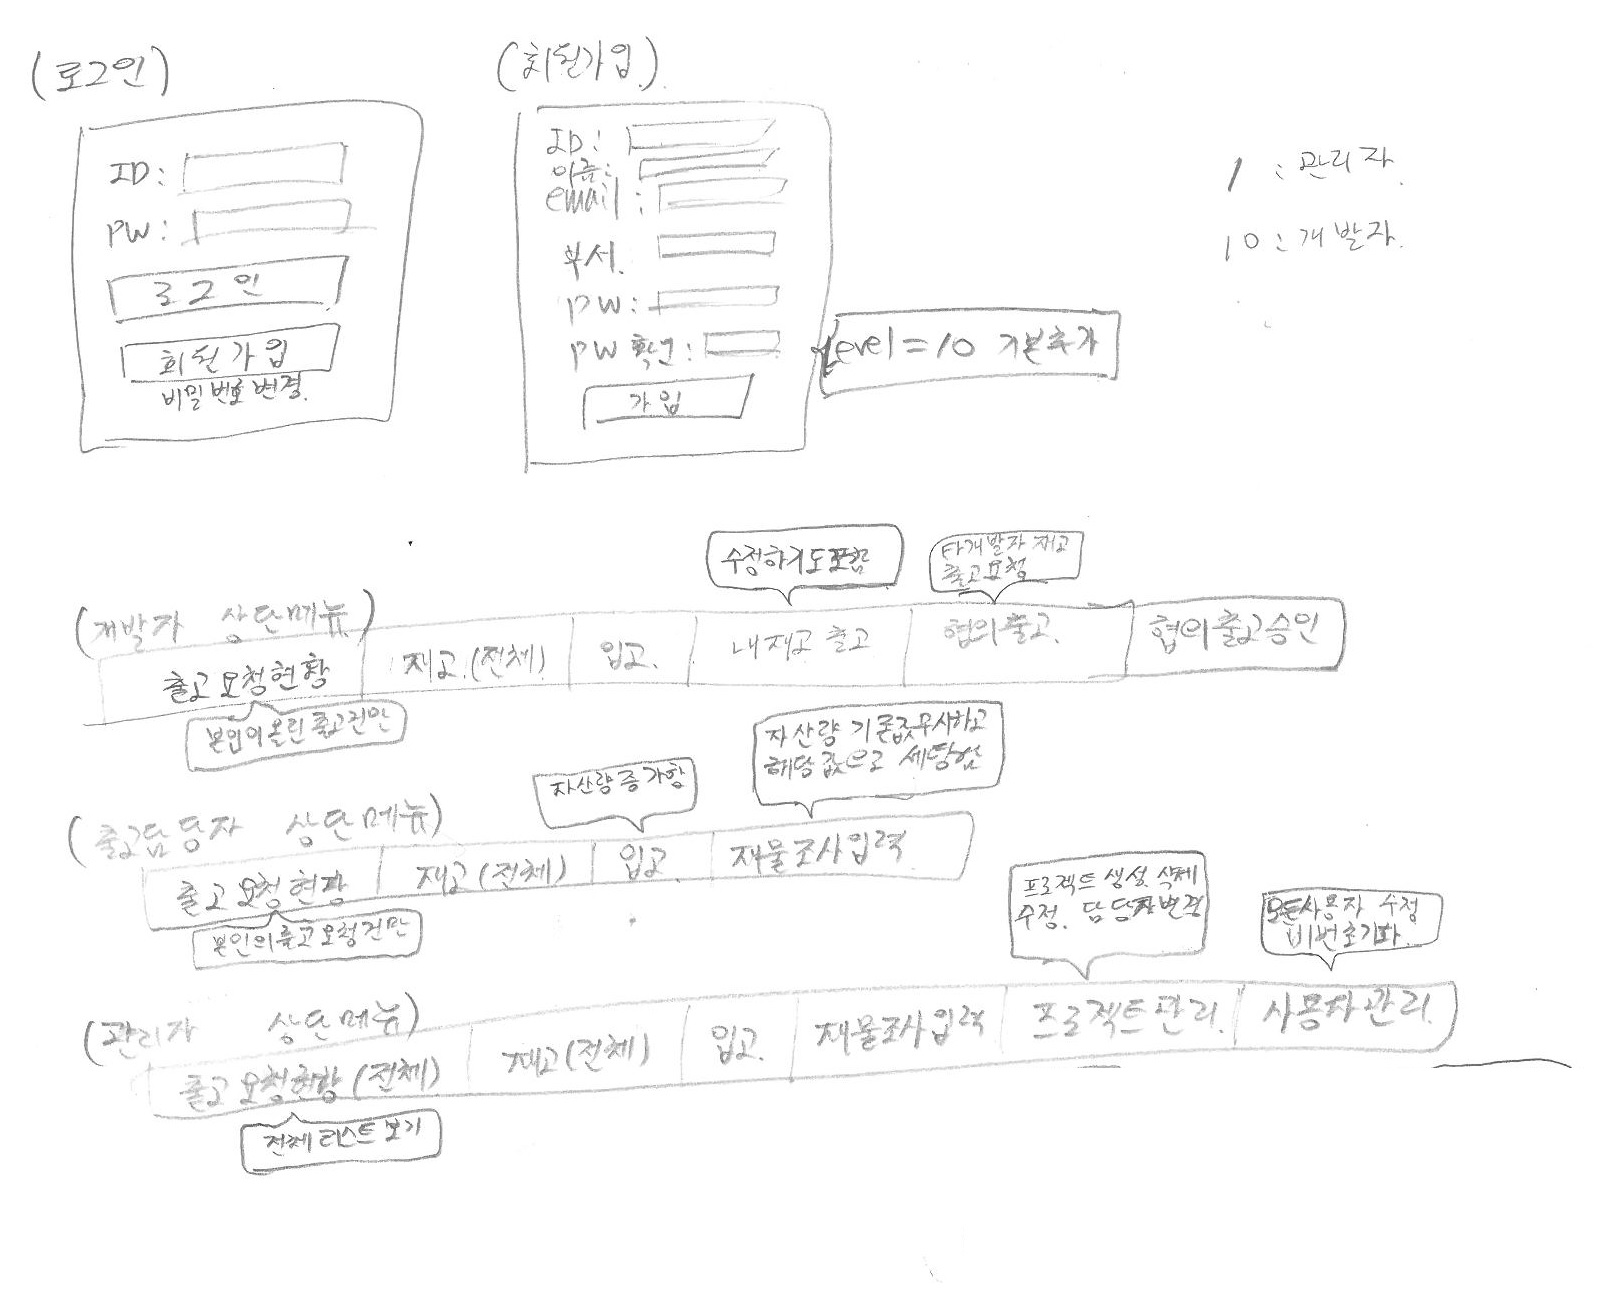 (로그인)
ID:
PW:
로그인
회원가입
비밀 번호 변경.
(회원가입)
ID:
이름:
email:
부서.
PW:
PW 확인:
가입
Level=10 기본추가
1 : 관리자.
10 : 개발자.
수정하기도포함
타개발자 재고
출고요청
(개발자 상단메뉴)
출고 요청현황
재고.(전체)
입고.
내재고 출고
협의출고.
협의출고승인
본인이올린 출고건만
자산량증가함
자산량 기존값무시하고
해당값으로 세팅함
(출고담당자 상단메뉴)
출고 요청현황
재고(전체)
입고
재물조사입력
본인의출고요청건만
프로젝트 생성. 삭제
수정. 담당자변경
모든사용자 수정
비번초기화
(관리자 상단메뉴)
출고 요청현황(전체)
재고(전체)
입고.
재물조사입력
프로젝트관리.
사용자관리.
전체 리스트 보기